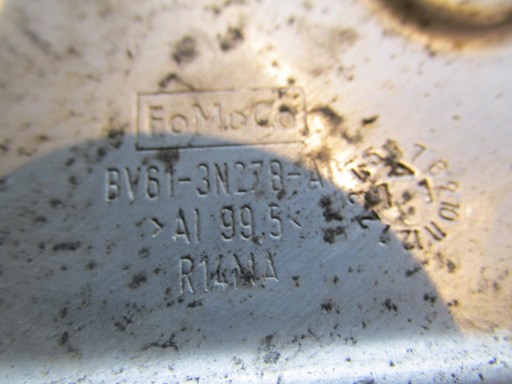 FoMoCo
BV61-3N278-A
>Al 99.5<
R14MA